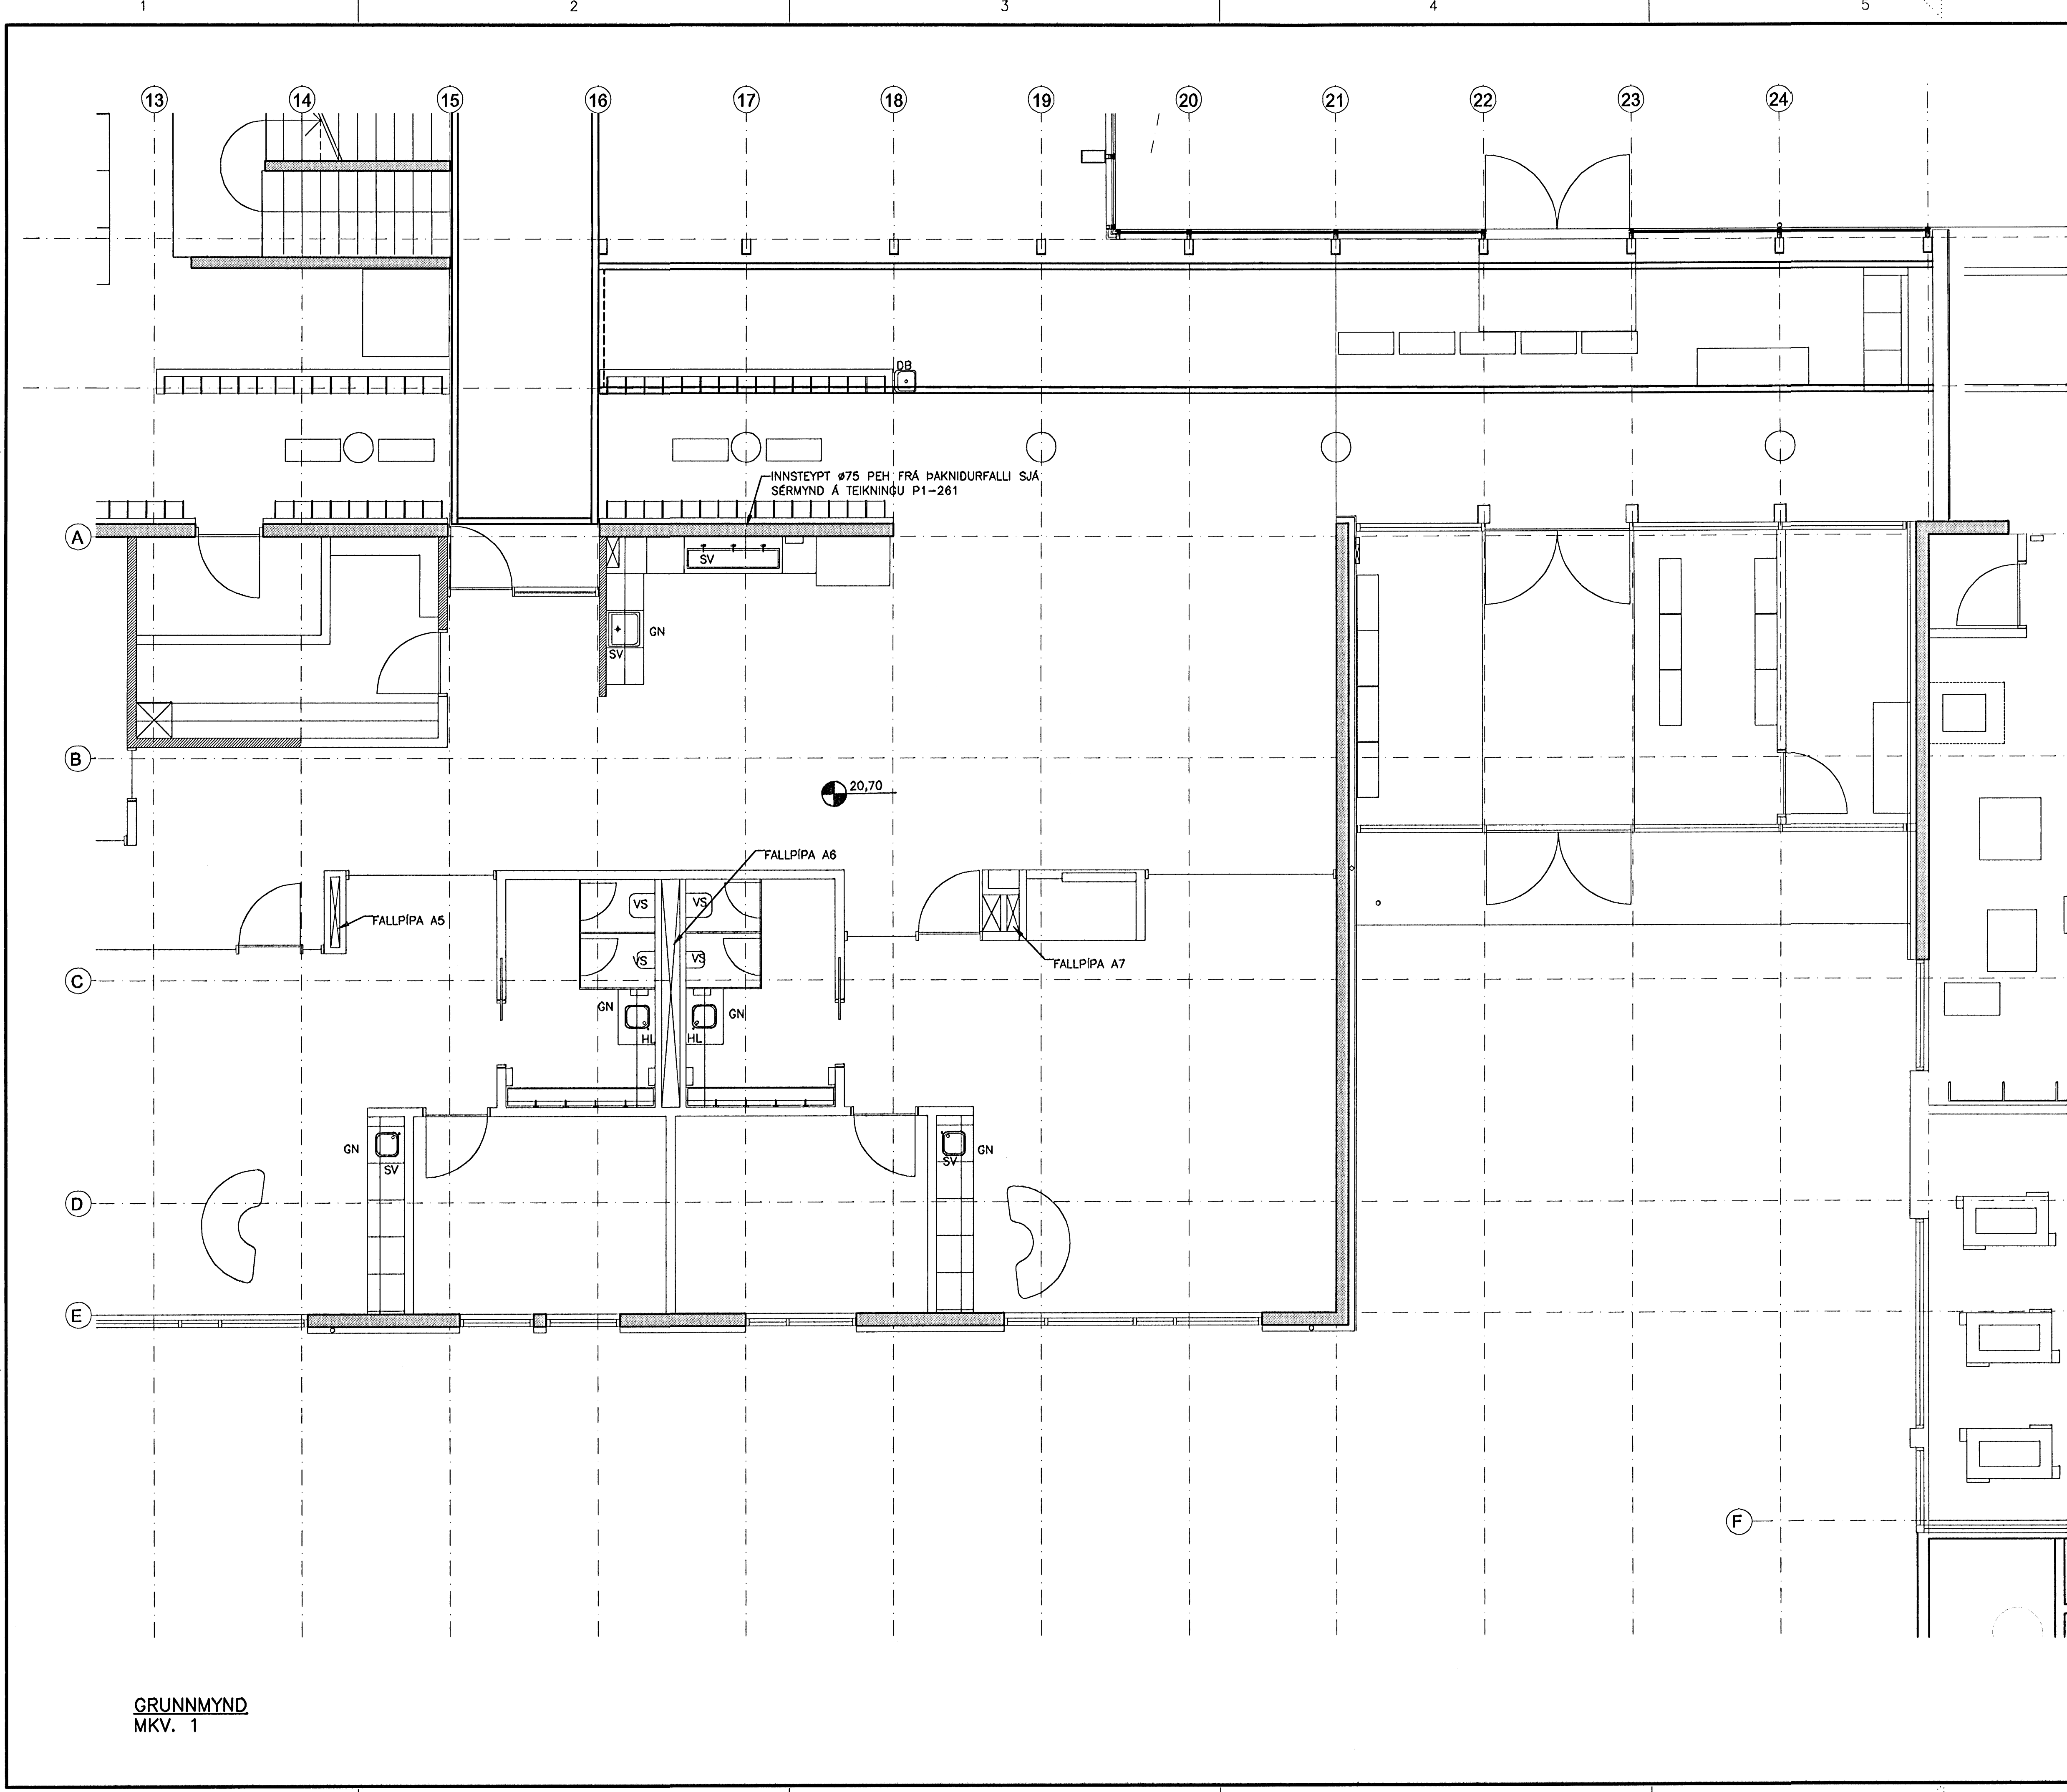 1 2 3 4 5
13 14 15 16 17 18 19 20 21 22 23 24
DB
INNSTEYPT ø75 PEH FRÁ ÞAKNIDURFALLI SJÁ
SÉRMYND Á TEIKNINGU P1-261
A
SV
GN
SV
B
20,70
FALLPÍPA A6
VS VS
FALLPÍPA A5
VS VS
FALLPÍPA A7
C
GN GN
HL HL
GN SV SV GN
D
E
F
GRUNNMYND
MKV. 1